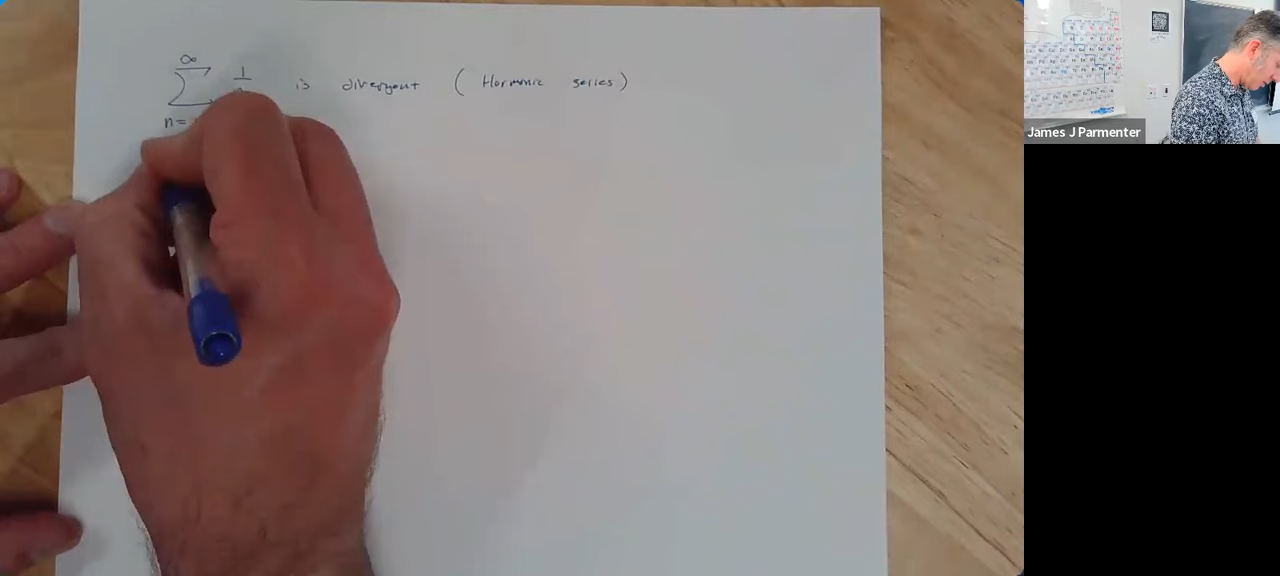 ∞
∑ 1 is divergent ( Harmonic series )
n =
James J Parmenter